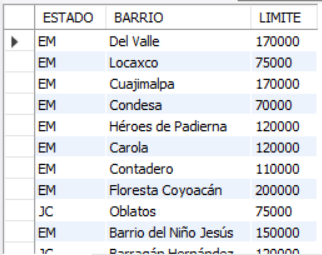 ESTADO BARRIO LIMITE
EM Del Valle 170000
EM Locaxco 75000
EM Cuajimalpa 170000
EM Condesa 70000
EM Héroes de Padierna 120000
EM Carola 120000
EM Contadero 110000
EM Floresta Coyoacán 200000
JC Oblatos 75000
EM Barrio del Niño Jesús 150000
JC Barragán Hernández 120000